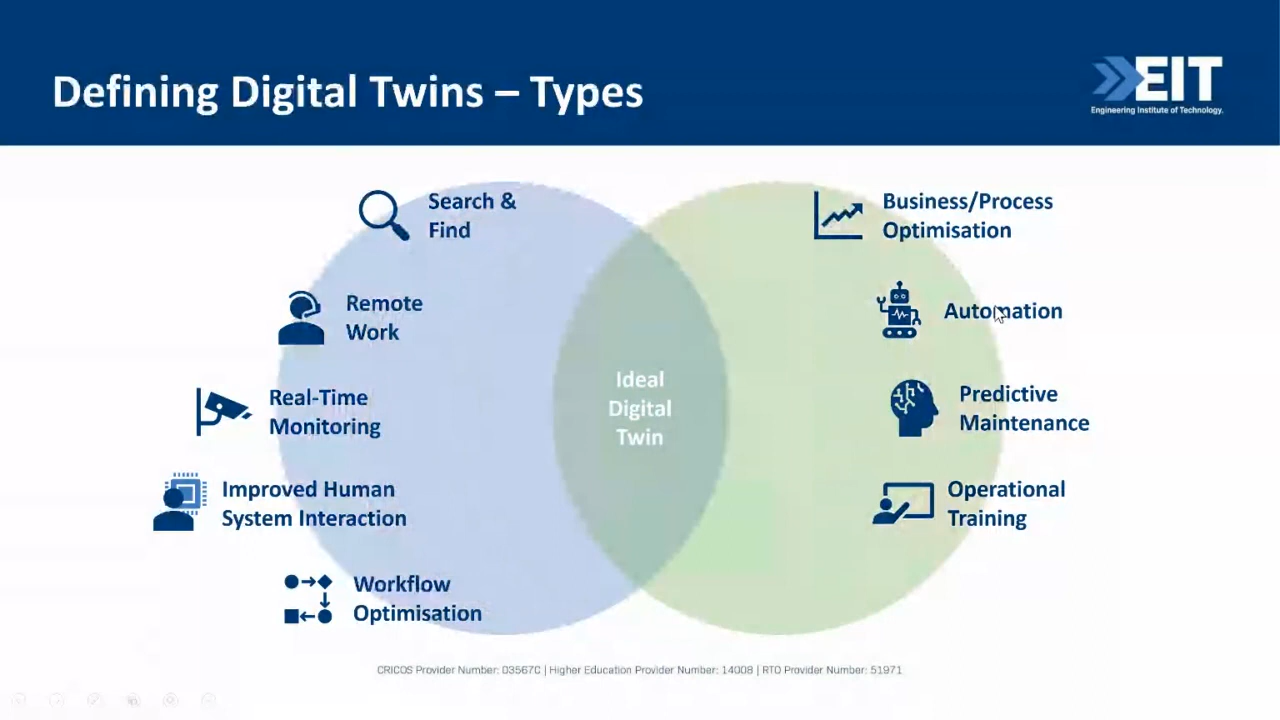 Defining Digital Twins – Types
EIT
Engineering Institute of Technology.
Search &
Find
Remote
Work
Real-Time
Monitoring
Improved Human
System Interaction
Workflow
Optimisation
Ideal
Digital
Twin
Business/Process
Optimisation
Automation
Predictive
Maintenance
Operational
Training
CRICOS Provider Number: 03567C | Higher Education Provider Number: 14008 | RTO Provider Number: 51971